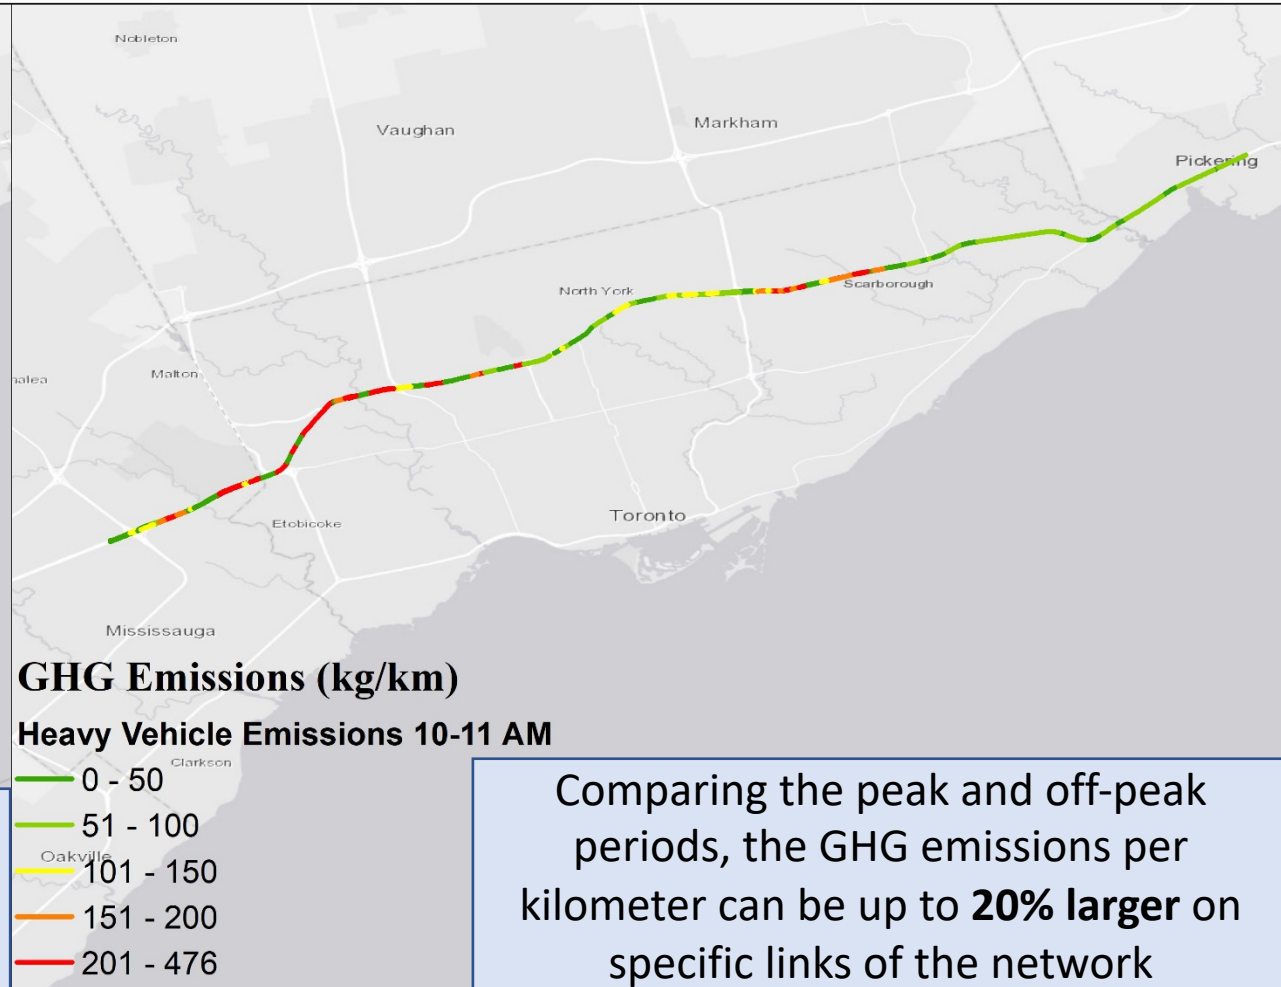 Nobleton
Vaughan
Markham
Pickering
North York
Scarborough
Malton
nalea
Etobicoke
Toronto
Mississauga
GHG Emissions (kg/km)
Heavy Vehicle Emissions 10-11 AM
Clarkson
0 - 50
51 - 100
Oakville
101 - 150
151 - 200
201 - 476
Comparing the peak and off-peak
periods, the GHG emissions per
kilometer can be up to 20% larger on
specific links of the network